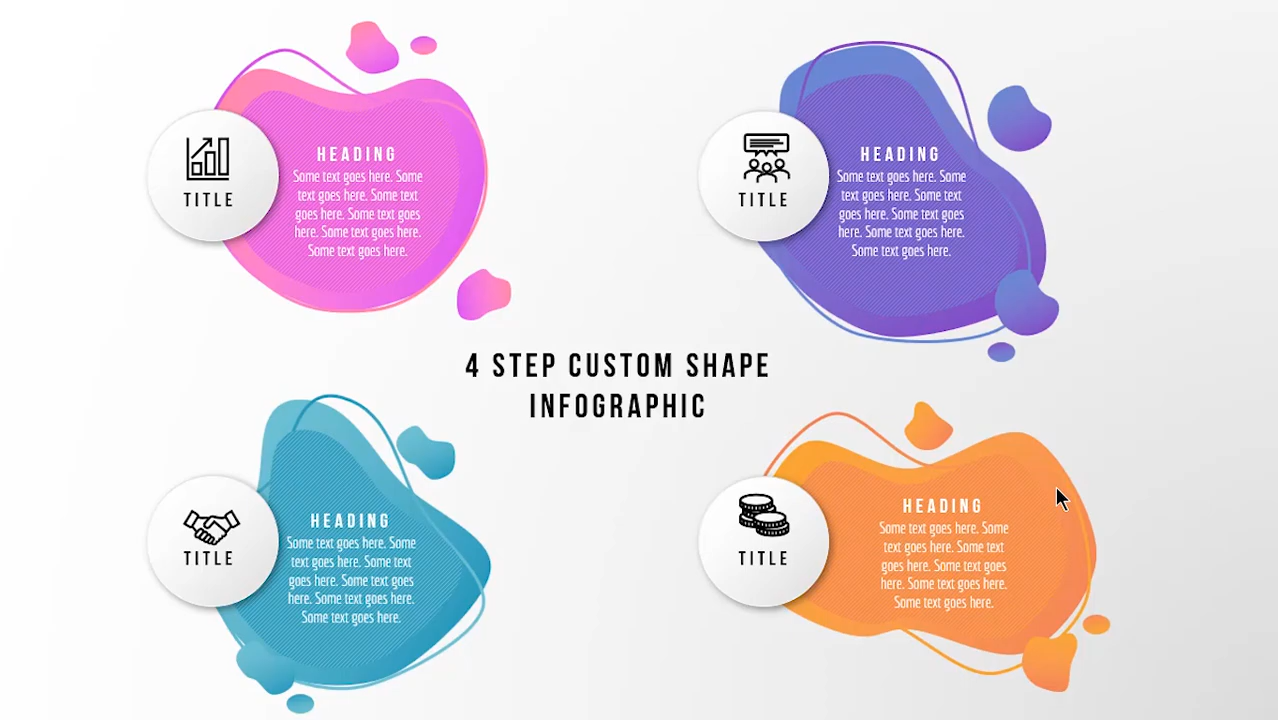 TITLE
HEADING
Some text goes here. Some
text goes here. Some text
goes here. Some text goes
here. Some text goes here.
Some text goes here.
TITLE
HEADING
Some text goes here. Some
text goes here. Some text
goes here. Some text goes
here. Some text goes here.
Some text goes here.
4 STEP CUSTOM SHAPE
INFOGRAPHIC
TITLE
HEADING
Some text goes here. Some
text goes here. Some text
goes here. Some text goes
here. Some text goes here.
Some text goes here.
TITLE
HEADING
Some text goes here. Some
text goes here. Some text
goes here. Some text goes
here. Some text goes here.
Some text goes here.